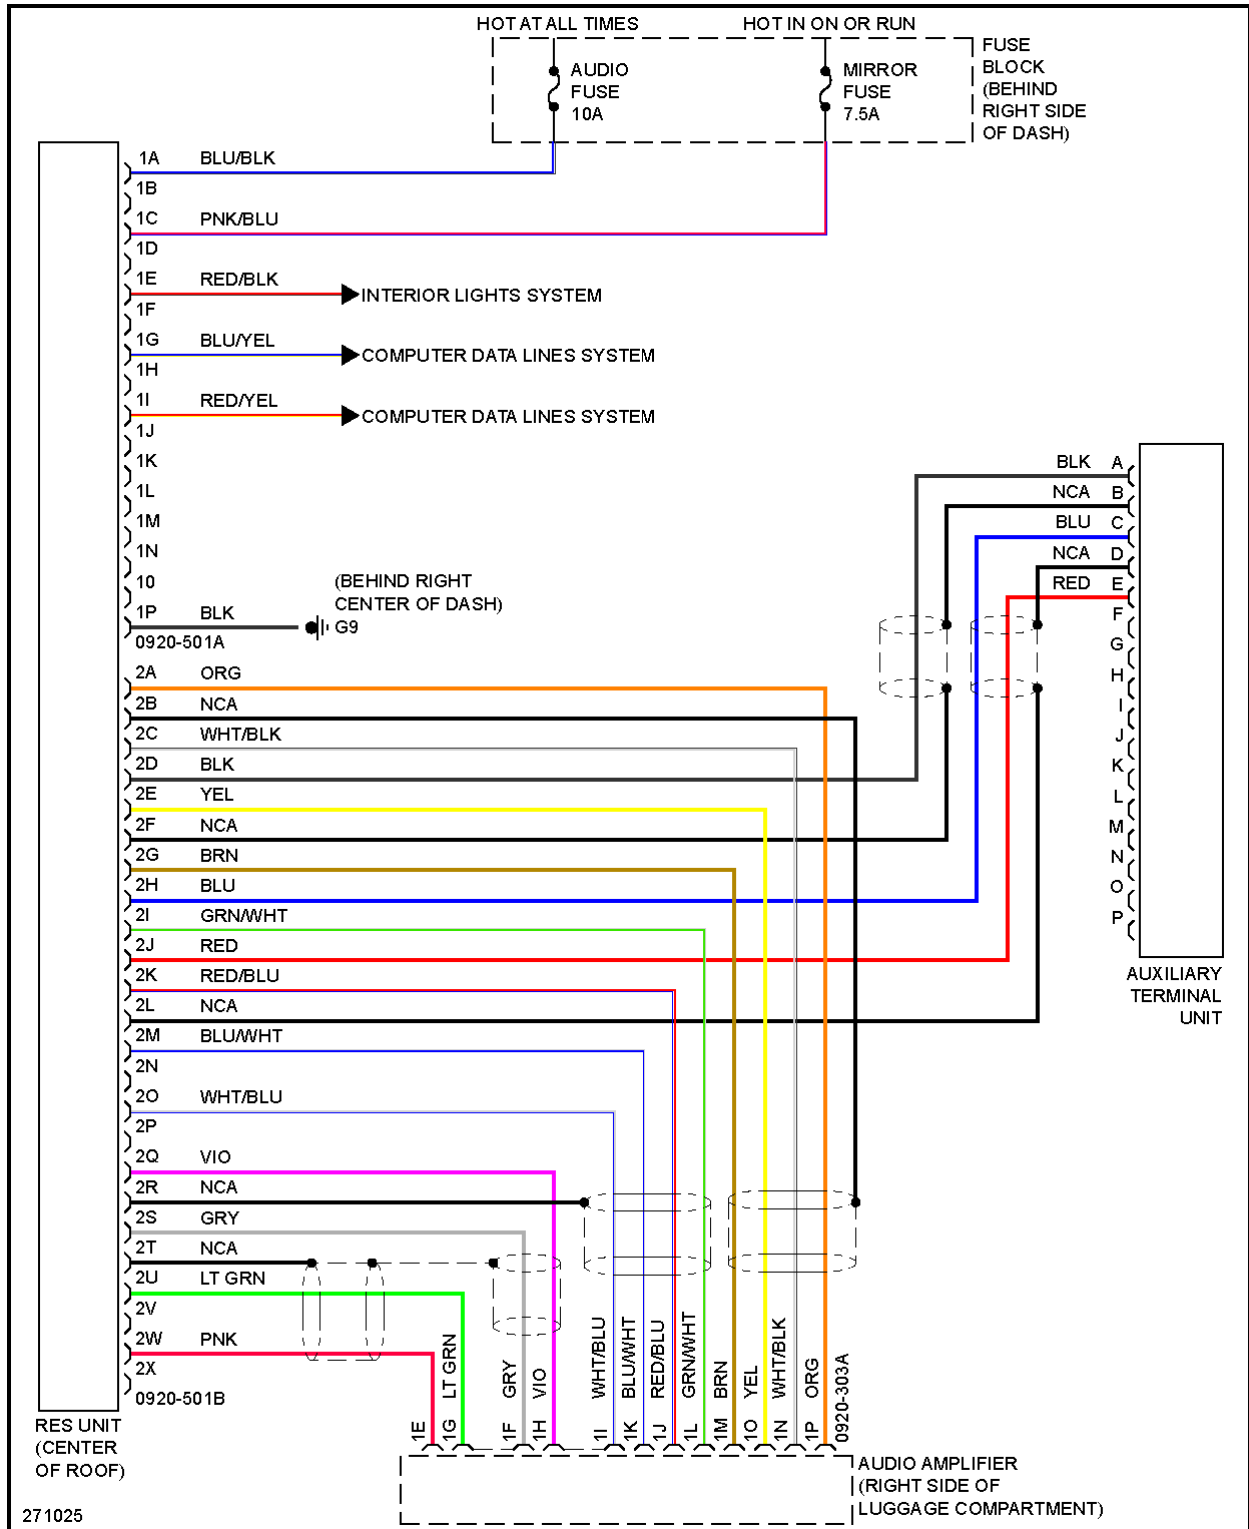 HOT AT ALL TIMES
HOT IN ON OR RUN
AUDIO
FUSE
10A
MIRROR
FUSE
7.5A
FUSE
BLOCK
(BEHIND
RIGHT SIDE
OF DASH)
1A BLU/BLK
1B
1C PNK/BLU
1D
1E RED/BLK
INTERIOR LIGHTS SYSTEM
1F
1G BLU/YEL
COMPUTER DATA LINES SYSTEM
1H
1I RED/YEL
COMPUTER DATA LINES SYSTEM
1J
1K
1L
1M
1N
10
1P BLK
(BEHIND RIGHT
CENTER OF DASH)
G9
0920-501A
2A ORG
2B NCA
2C WHT/BLK
2D BLK
2E YEL
2F NCA
2G BRN
2H BLU
2I GRN/WHT
2J RED
2K RED/BLU
2L NCA
2M BLU/WHT
2N
2O WHT/BLU
2P
2Q VIO
2R NCA
2S GRY
2T NCA
2U LT GRN
2V
2W PNK
2X
0920-501B
RES UNIT
(CENTER
OF ROOF)
BLK A
NCA B
BLU C
NCA D
RED E
F
G
H
I
J
K
L
M
N
O
P
AUXILIARY
TERMINAL
UNIT
1E
1G LT GRN
1F GRY
1H VIO
1I WHT/BLU
1K BLU/WHT
1J RED/BLU
1L GRN/WHT
1M BRN
1O YEL
1N WHT/BLK
1P ORG
0920-303A
AUDIO AMPLIFIER
(RIGHT SIDE OF
LUGGAGE COMPARTMENT)
271025